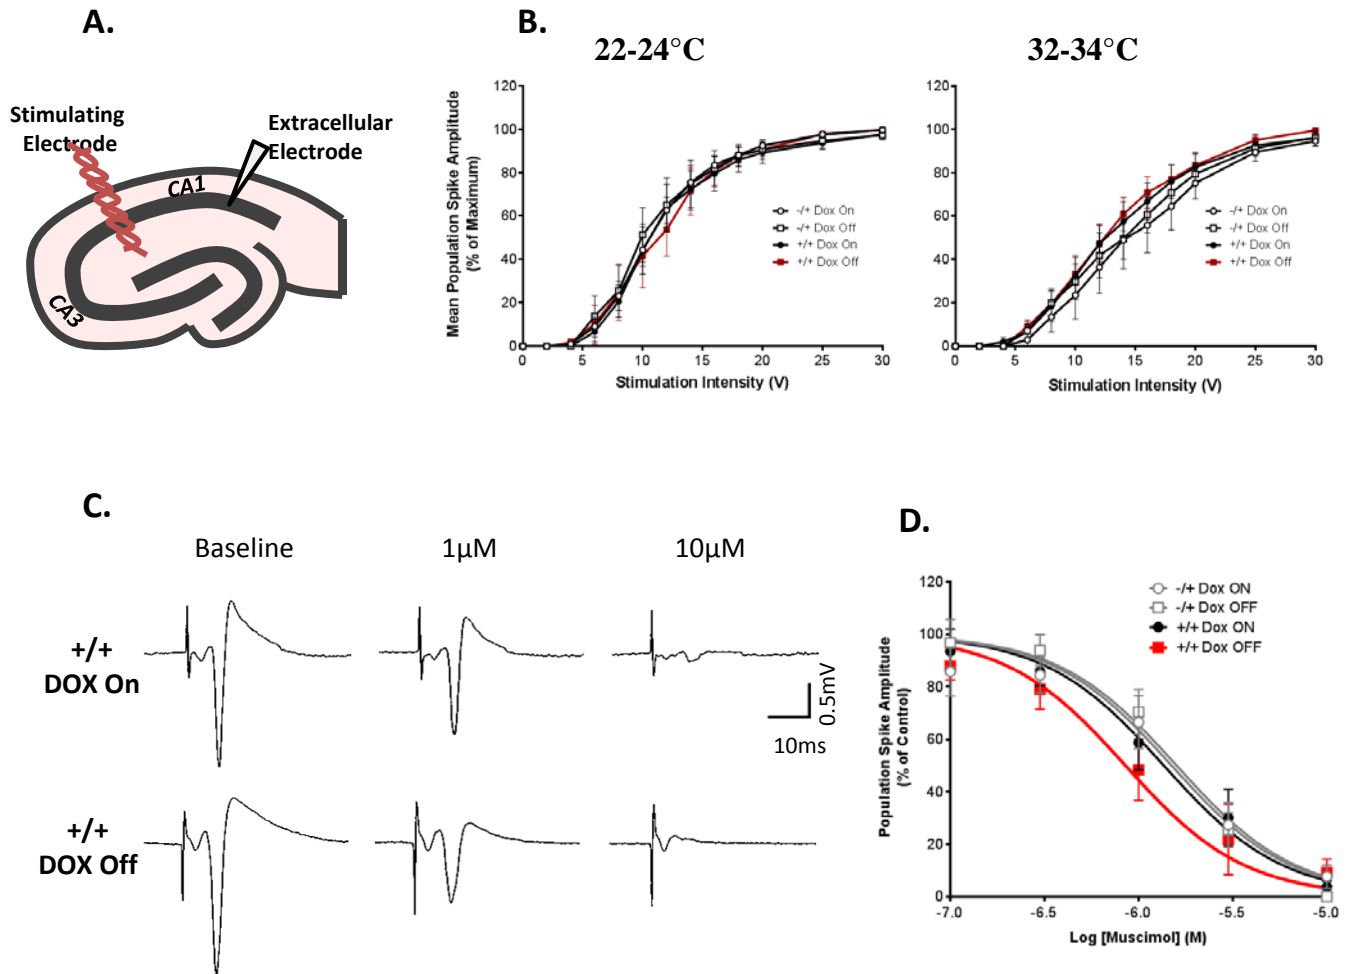 A.
Stimulating
Electrode
Extracellular
Electrode
CA1
CA3
B.
22-24°C
Mean Population Spike Amplitude
(% of Maximum)
120
100
80
60
40
20
0
0 5 10 15 20 25 30
Stimulation Intensity (V)
-/+ Dox On
-/+ Dox Off
+/+ Dox On
+/+ Dox Off
32-34°C
120
100
80
60
40
20
0
0 5 10 15 20 25 30
Stimulation Intensity (V)
-/+ Dox On
-/+ Dox Off
+/+ Dox On
+/+ Dox Off
C.
Baseline 1µM 10µM
+/+
DOX On
0.5mV
10ms
+/+
DOX Off
D.
Population Spike Amplitude
(% of Control)
120
100
80
60
40
20
0
-7.0 -6.5 -6.0 -5.5 -5.0
Log [Muscimol] (M)
-/+ Dox ON
-/+ Dox OFF
+/+ Dox ON
+/+ Dox OFF